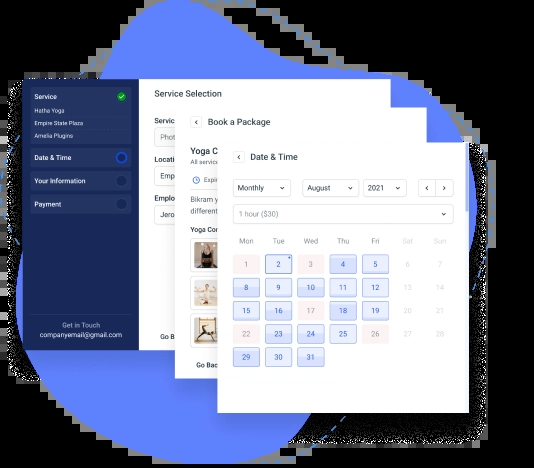 Service
Hatha Yoga
Empire State Plaza
Amelia Plugins
Date & Time
Your Information
Payment
Get in Touch
companyemail@gmail.com
Service Selection
Servic
Phot
Locati
Emp
Emplo
Jero
Go B
Book a Package
Yoga C
All service
Expi
Bikram y
different
Yoga Cor
Go Bac
Date & Time
Monthly August 2021
1 hour ($30)
Mon Tue Wed Thu Fri Sat Sun
1 2 3 4 5 6 7
8 9 10 11 12 13 14
15 16 17 18 19 20 21
22 23 24 25 26 27 28
29 30 31